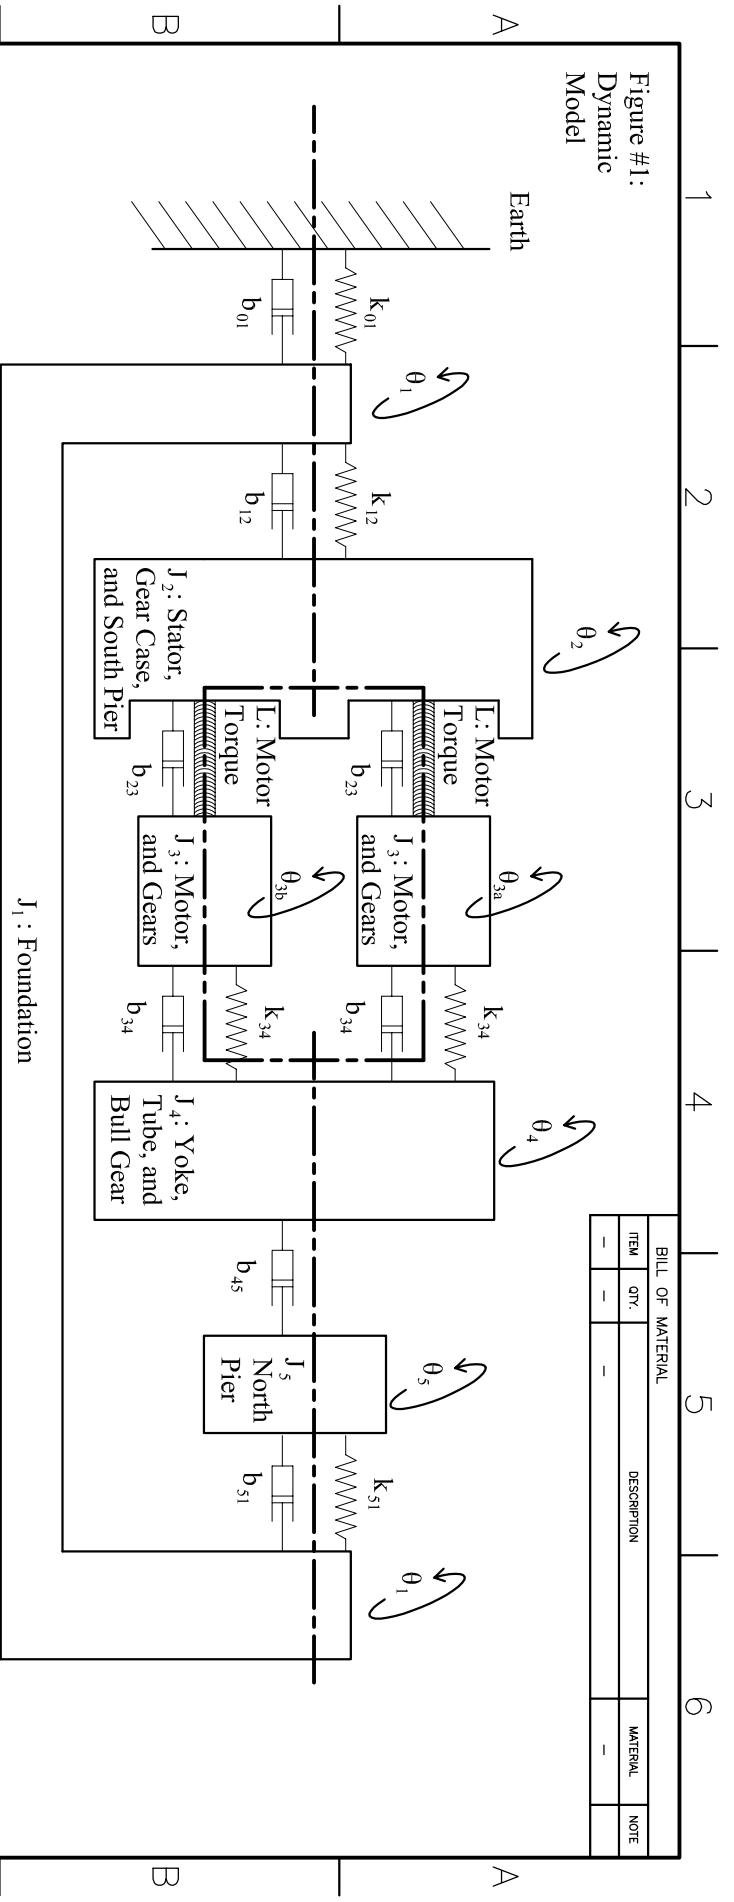 1
2
3
4
5
6
A
B
A
B
Figure #1:
Dynamic
Model
BILL OF MATERIAL
ITEM
QTY.
DESCRIPTION
MATERIAL
NOTE
–
–
–
–
Earth
k01
b01
θ1
k12
b12
θ2
J2: Stator,
Gear Case,
and South Pier
L: Motor
Torque
b23
L: Motor
Torque
b23
θ3a
J3: Motor,
and Gears
θ3b
J3: Motor,
and Gears
k34
b34
k34
b34
θ4
J4: Yoke,
Tube, and
Bull Gear
b45
θ5
J5
North
Pier
k51
b51
θ1
J1: Foundation